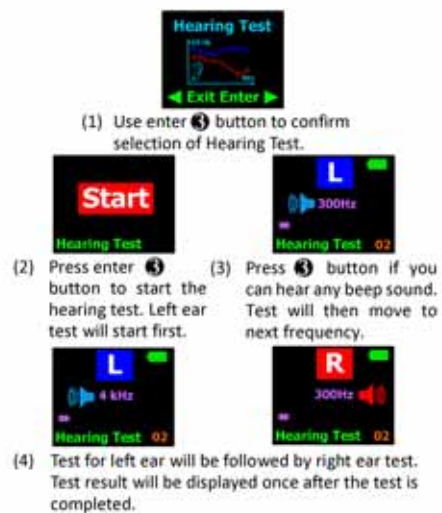 Hearing Test
◀ Exit Enter ▶
(1) Use enter ❸ button to confirm
selection of Hearing Test.
Start
Hearing Test
(2) Press enter ❸
button to start the
hearing test. Left ear
test will start first.
L
300Hz
Hearing Test 02
(3) Press ❸ button if you
can hear any beep sound.
Test will then move to
next frequency.
L
4 kHz
Hearing Test 02
R
300Hz
Hearing Test 02
(4) Test for left ear will be followed by right ear test.
Test result will be displayed once after the test is
completed.